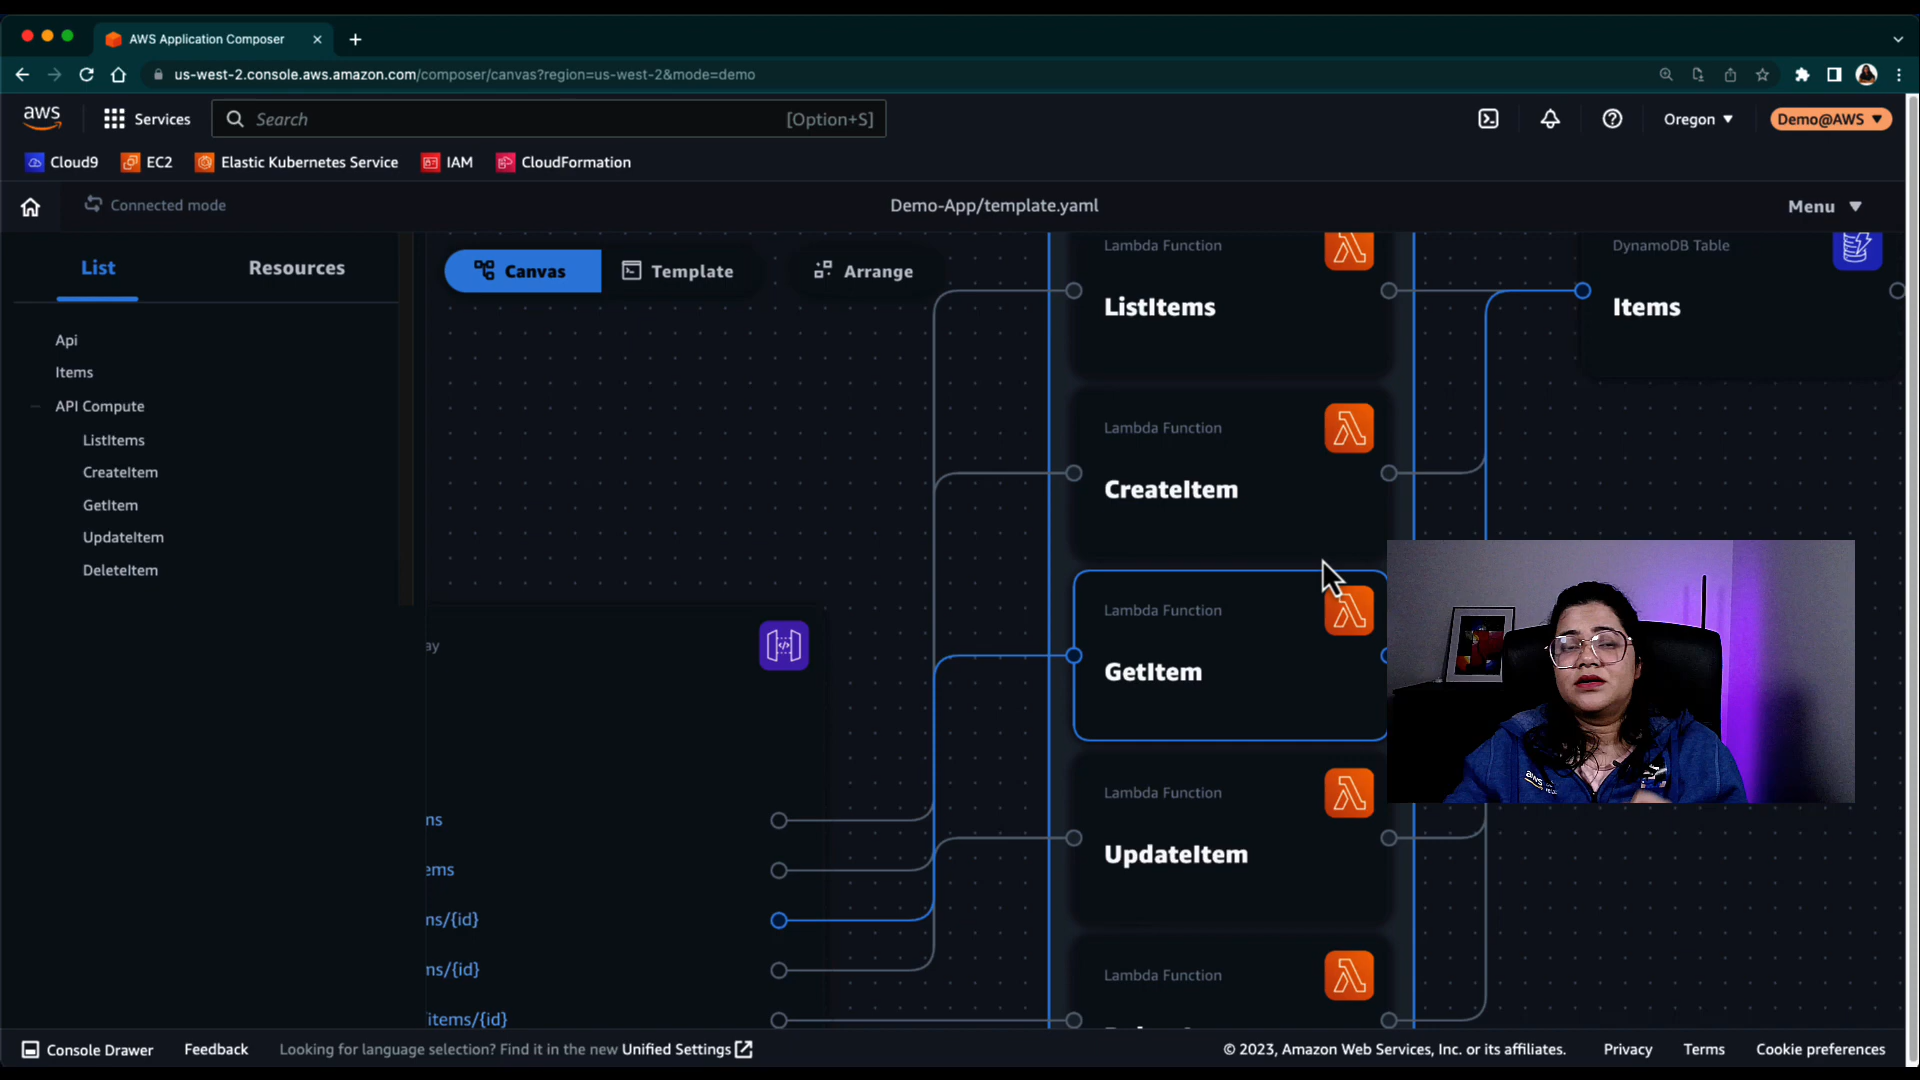 AWS Application Composer
us-west-2.console.aws.amazon.com/composer/canvas?region=us-west-2&mode=demo
aws
Services
Search
[Option+S]
Oregon
Demo@AWS
Cloud9
EC2
Elastic Kubernetes Service
IAM
CloudFormation
Connected mode
Demo-App/template.yaml
Menu
List
Resources
Api
Items
API Compute
ListItems
CreateItem
GetItem
UpdateItem
DeleteItem
Canvas
Template
Arrange
Lambda Function
ListItems
DynamoDB Table
Items
Lambda Function
CreateItem
Lambda Function
GetItem
Lambda Function
UpdateItem
Lambda Function
ay
ns
ems
ns/{id}
ns/{id}
items/{id}
aws
Console Drawer
Feedback
Looking for language selection? Find it in the new Unified Settings
© 2023, Amazon Web Services, Inc. or its affiliates.
Privacy
Terms
Cookie preferences